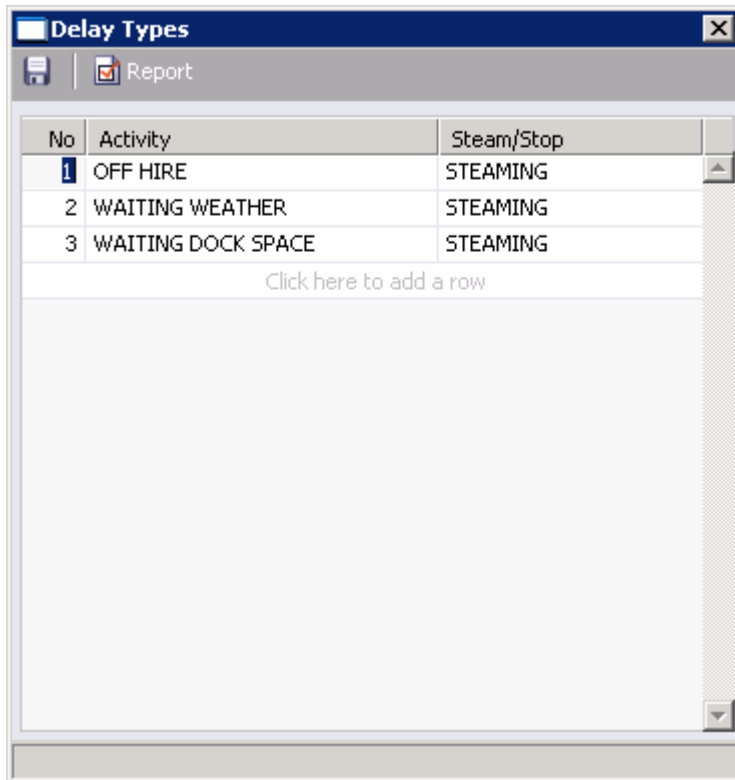 Delay Types
Report
No Activity Steam/Stop
1 OFF HIRE STEAMING
2 WAITING WEATHER STEAMING
3 WAITING DOCK SPACE STEAMING
Click here to add a row